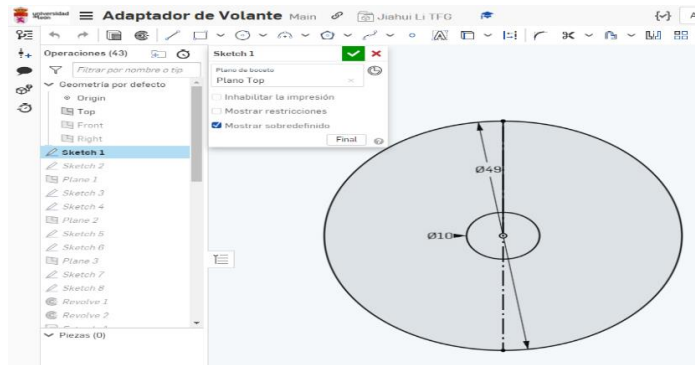 universidad
Adaptador de Volante Main Jiahui Li TFG
Operaciones (43)
Filtrar por nombre o tip
Geometría por defecto
Origin
Top
Front
Right
Sketch 1
Sketch 2
Plane 1
Sketch 3
Sketch 4
Plane 2
Sketch 5
Sketch 6
Plane 3
Sketch 7
Sketch 8
Revolve 1
Revolve 2
Piezas (0)
Sketch 1
Plano de boceto
Plano Top
Inhabilitar la impresión
Mostrar restricciones
Mostrar sobredefinido
Final
Ø49
Ø10